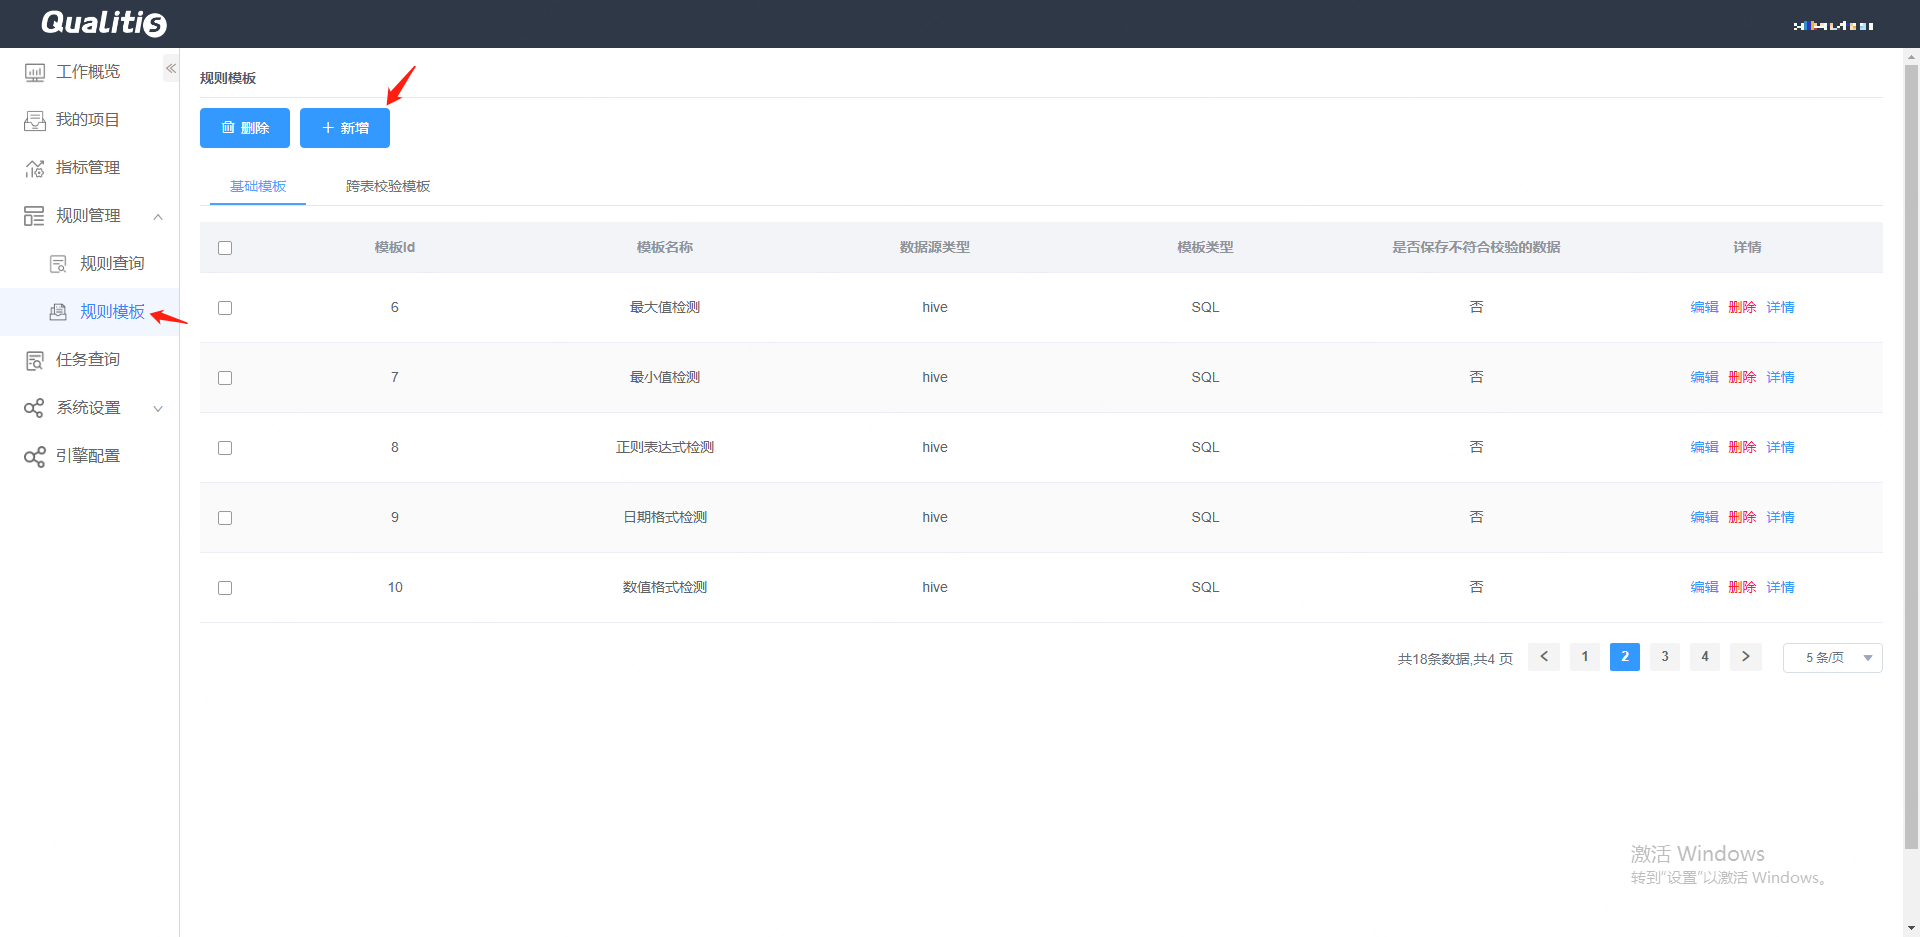 Qualitis
工作概览
我的项目
指标管理
规则管理
规则查询
规则模板
任务查询
系统设置
引擎配置
规则模板
删除 新增
基础模板 跨表校验模板
模板Id 模板名称 数据源类型 模板类型 是否保存不符合校验的数据 详情
6 最大值检测 hive SQL 否 编辑 删除 详情
7 最小值检测 hive SQL 否 编辑 删除 详情
8 正则表达式检测 hive SQL 否 编辑 删除 详情
9 日期格式检测 hive SQL 否 编辑 删除 详情
10 数值格式检测 hive SQL 否 编辑 删除 详情
共18条数据,共4 页 < 1 2 3 4 > 5 条/页
激活 Windows
转到“设置”以激活 Windows。